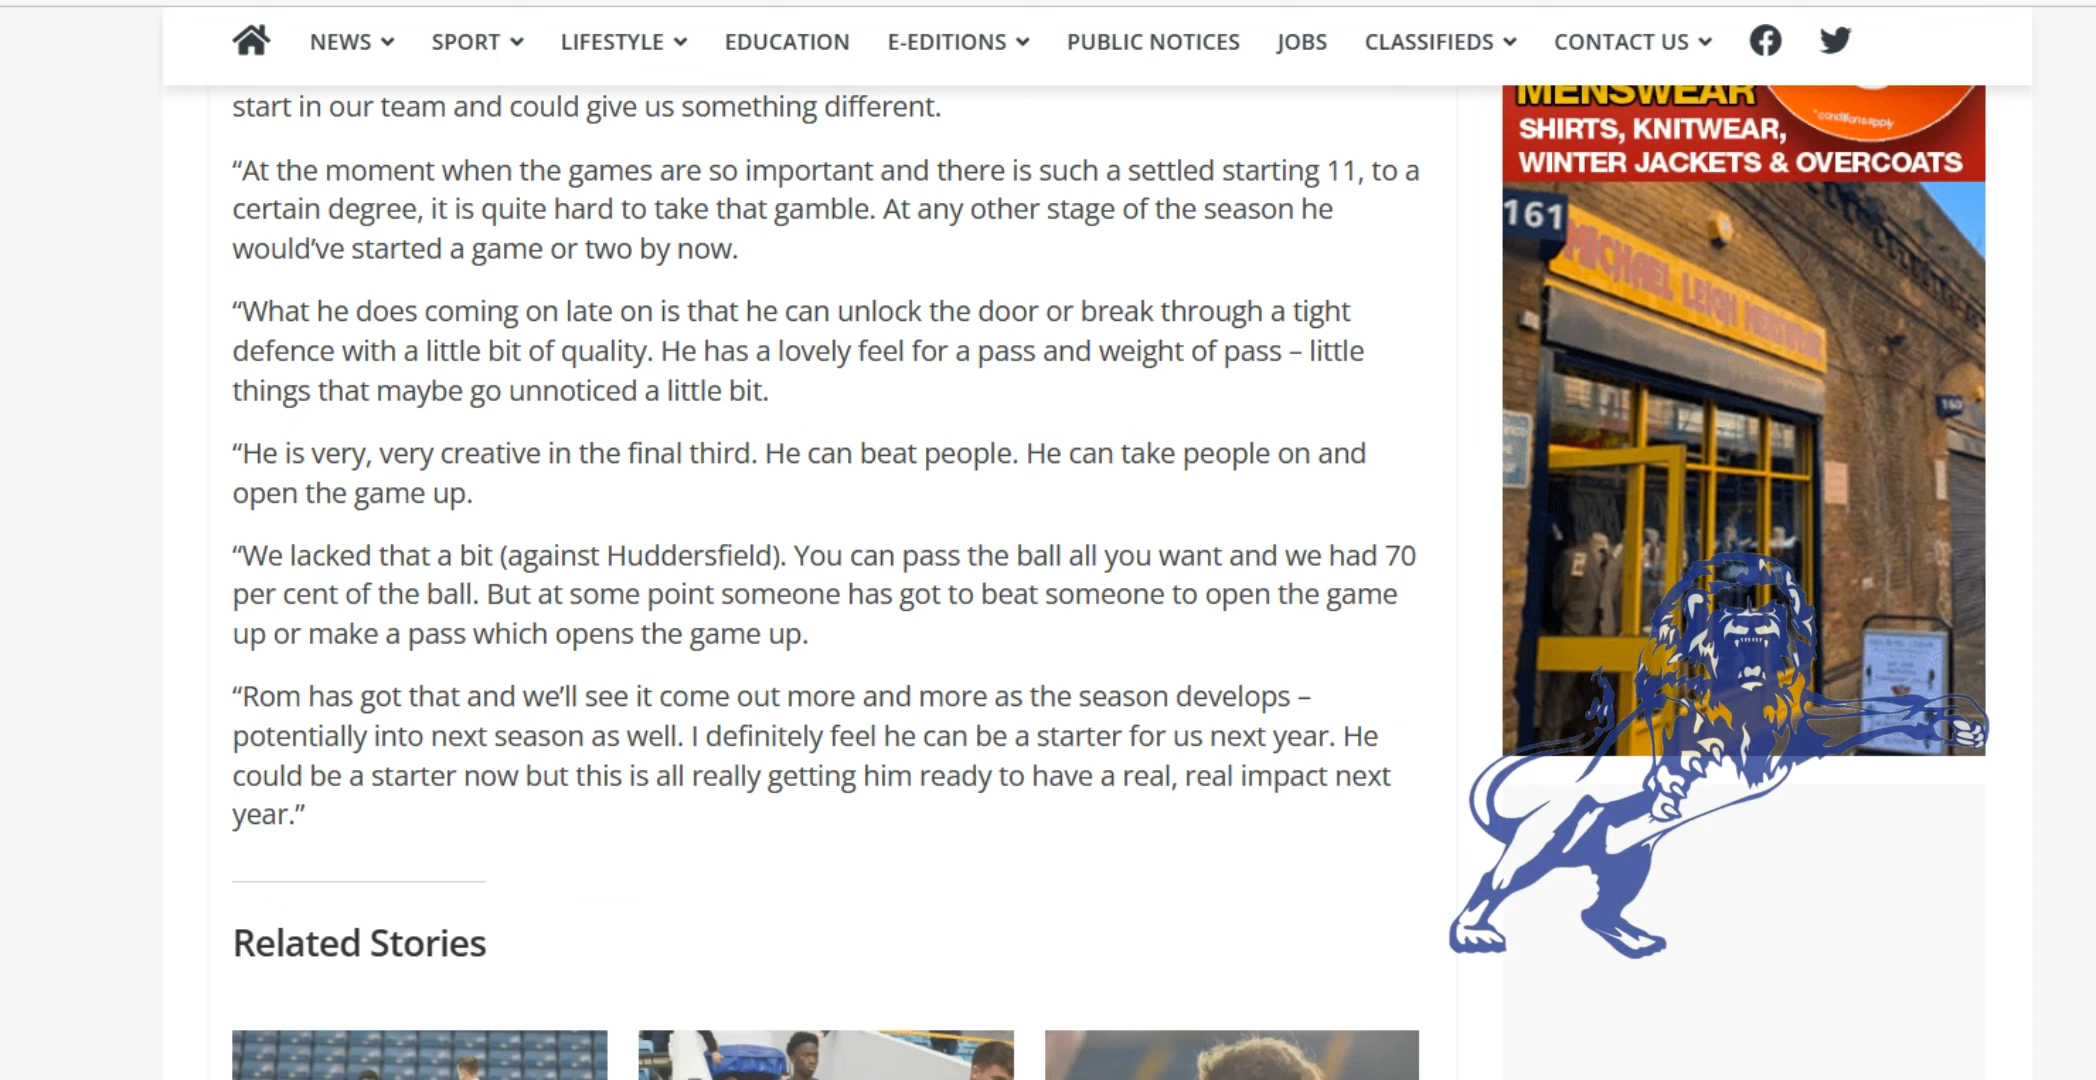 NEWS SPORT LIFESTYLE EDUCATION E-EDITIONS PUBLIC NOTICES JOBS CLASSIFIEDS CONTACT US
start in our team and could give us something different.
“At the moment when the games are so important and there is such a settled starting 11, to a
certain degree, it is quite hard to take that gamble. At any other stage of the season he
would’ve started a game or two by now.
“What he does coming on late on is that he can unlock the door or break through a tight
defence with a little bit of quality. He has a lovely feel for a pass and weight of pass – little
things that maybe go unnoticed a little bit.
“He is very, very creative in the final third. He can beat people. He can take people on and
open the game up.
“We lacked that a bit (against Huddersfield). You can pass the ball all you want and we had 70
per cent of the ball. But at some point someone has got to beat someone to open the game
up or make a pass which opens the game up.
“Rom has got that and we’ll see it come out more and more as the season develops –
potentially into next season as well. I definitely feel he can be a starter for us next year. He
could be a starter now but this is all really getting him ready to have a real, real impact next
year.”
Related Stories
MENSWEAR
*conditions apply
SHIRTS, KNITWEAR,
WINTER JACKETS & OVERCOATS
161
MICHAEL LEIGH MENSWEAR
160